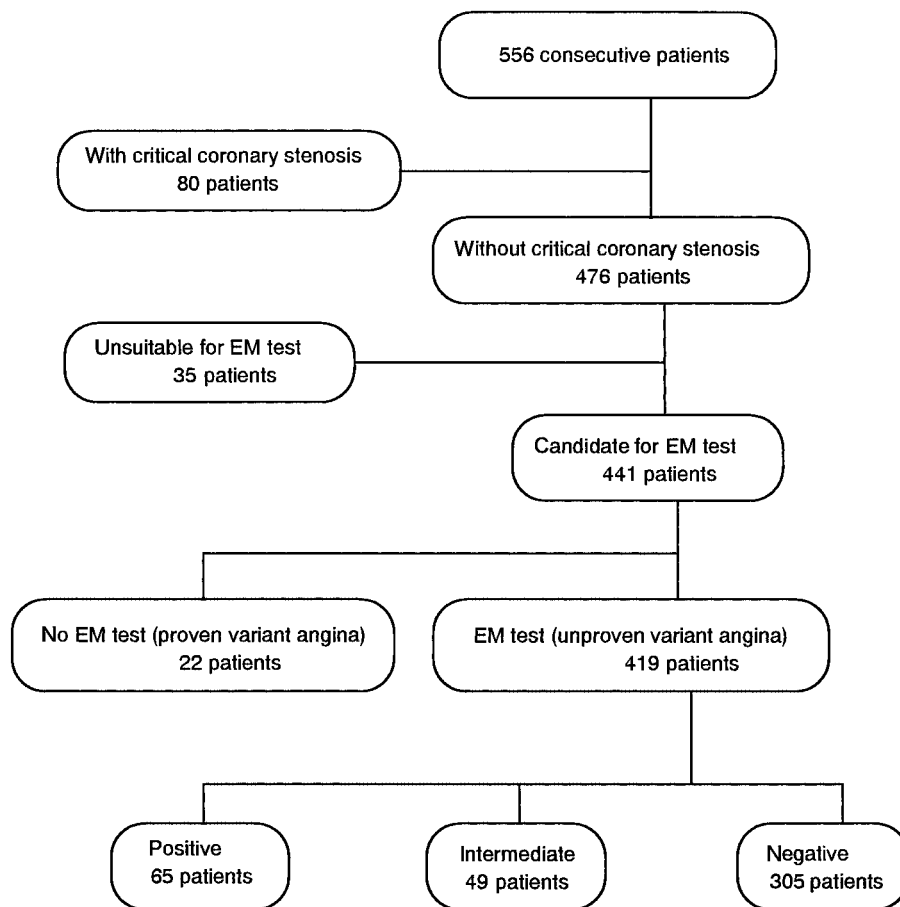 556 consecutive patients
With critical coronary stenosis
80 patients
Without critical coronary stenosis
476 patients
Unsuitable for EM test
35 patients
Candidate for EM test
441 patients
No EM test (proven variant angina)
22 patients
EM test (unproven variant angina)
419 patients
Positive
65 patients
Intermediate
49 patients
Negative
305 patients